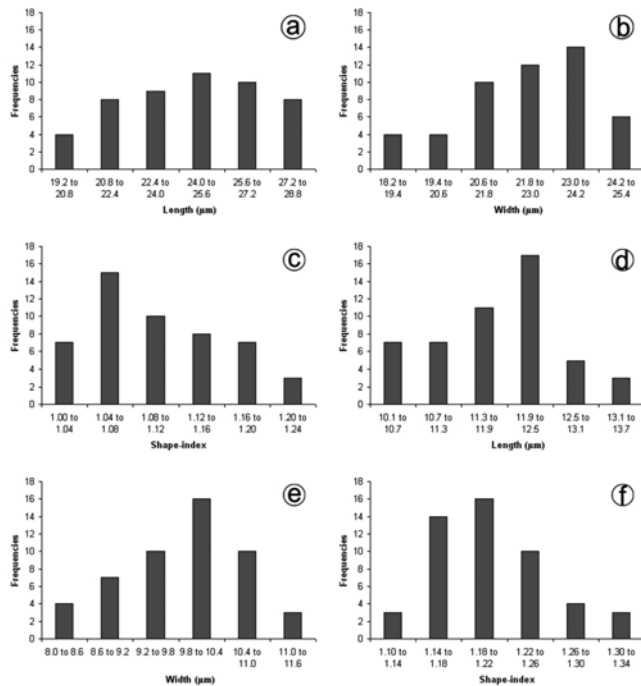 a
Frequencies
18
16
14
12
10
8
6
4
2
0
19.2 to 20.8 to 22.4 to 24.0 to 25.6 to 27.2 to
20.8 22.4 24.0 25.6 27.2 28.8
Length (µm)
b
Frequencies
18
16
14
12
10
8
6
4
2
0
18.2 to 19.4 to 20.6 to 21.8 to 23.0 to 24.2 to
19.4 20.6 21.8 23.0 24.2 25.4
Width (µm)
c
Frequencies
18
16
14
12
10
8
6
4
2
0
1.00 to 1.04 to 1.08 to 1.12 to 1.16 to 1.20 to
1.04 1.08 1.12 1.16 1.20 1.24
Shape-index
d
Frequencies
18
16
14
12
10
8
6
4
2
0
10.1 to 10.7 to 11.3 to 11.9 to 12.5 to 13.1 to
10.7 11.3 11.9 12.5 13.1 13.7
Length (µm)
e
Frequencies
18
16
14
12
10
8
6
4
2
0
8.0 to 8.6 8.6 to 9.2 9.2 to 9.8 9.8 to 10.4 10.4 to 11.0 to
11.0 11.6
Width (µm)
f
Frequencies
18
16
14
12
10
8
6
4
2
0
1.10 to 1.14 to 1.18 to 1.22 to 1.26 to 1.30 to
1.14 1.18 1.22 1.26 1.30 1.34
Shape-index